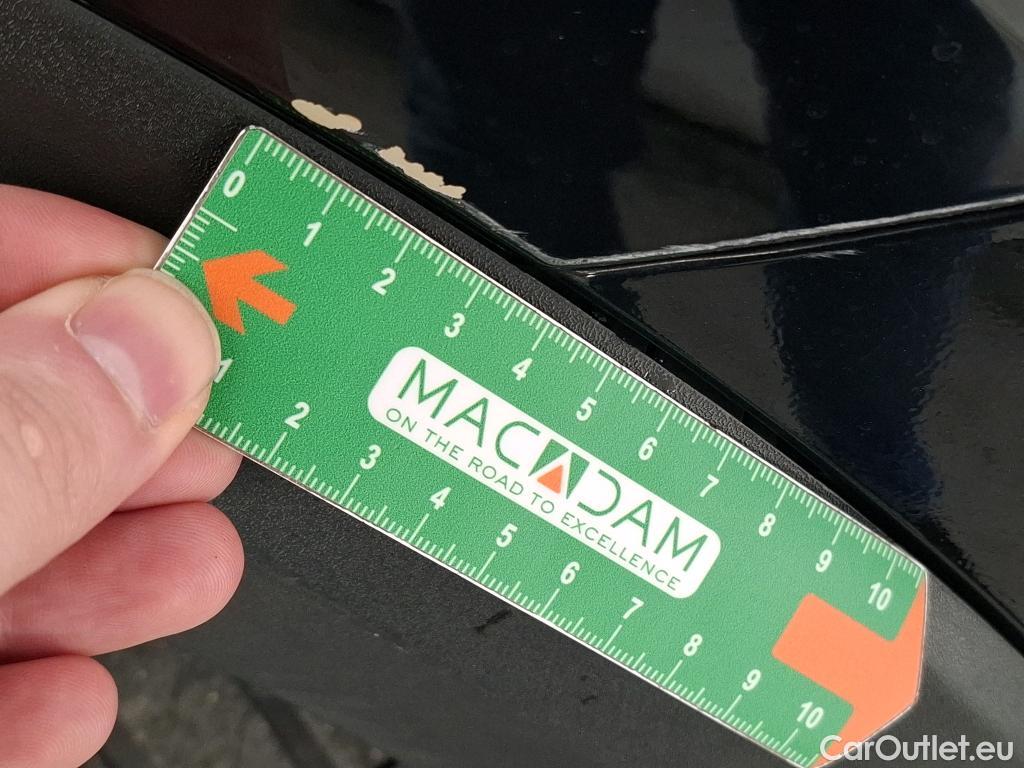 0 1 2 3 4 5 6 7 8 9 10
MACADAM
ON THE ROAD TO EXCELLENCE
1 2 3 4 5 6 7 8 9 10
CarOutlet.eu